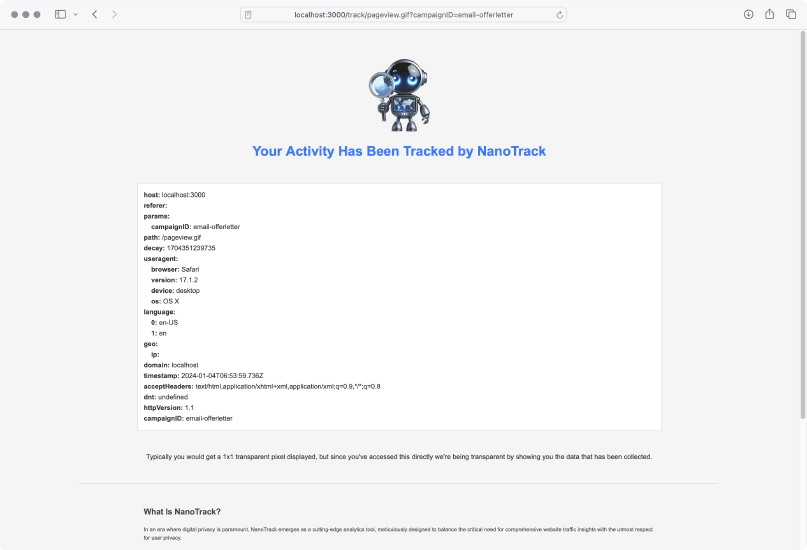 localhost:3000/track/pageview.gif?campaignID=email-offerletter
Your Activity Has Been Tracked by NanoTrack
host: localhost:3000
referer:
params:
campaignID: email-offerletter
path: /pageview.gif
decay: 1704351239735
useragent:
browser: Safari
version: 17.1.2
device: desktop
os: OS X
language:
0: en-US
1: en
geo:
ip:
domain: localhost
timestamp: 2024-01-04T06:53:59.736Z
acceptHeaders: text/html,application/xhtml+xml,application/xml;q=0.9,*/*;q=0.8
dnt: undefined
httpVersion: 1.1
campaignID: email-offerletter
Typically you would get a 1x1 transparent pixel displayed, but since you've accessed this directly we're being transparent by showing you the data that has been collected.
What is NanoTrack?
In an era where digital privacy is paramount, NanoTrack emerges as a cutting-edge analytics tool, meticulously designed to balance the critical need for comprehensive website traffic insights with the utmost respect
for user privacy.